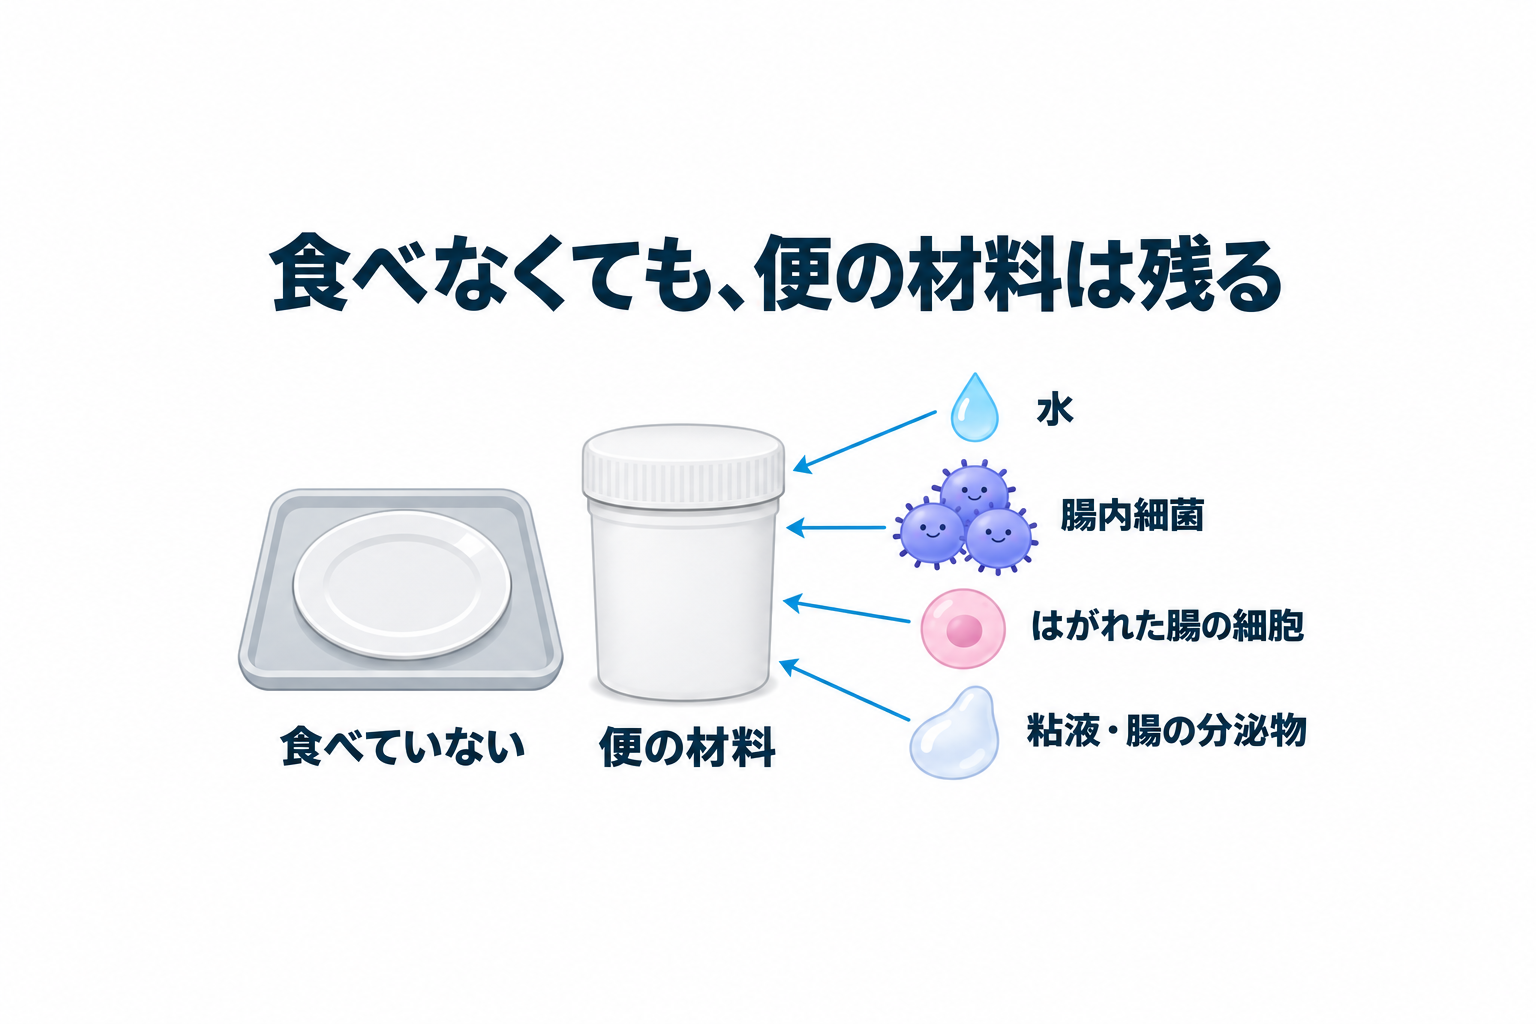 食べなくても、便の材料は残る
水
腸内細菌
はがれた腸の細胞
粘液・腸の分泌物
食べていない
便の材料